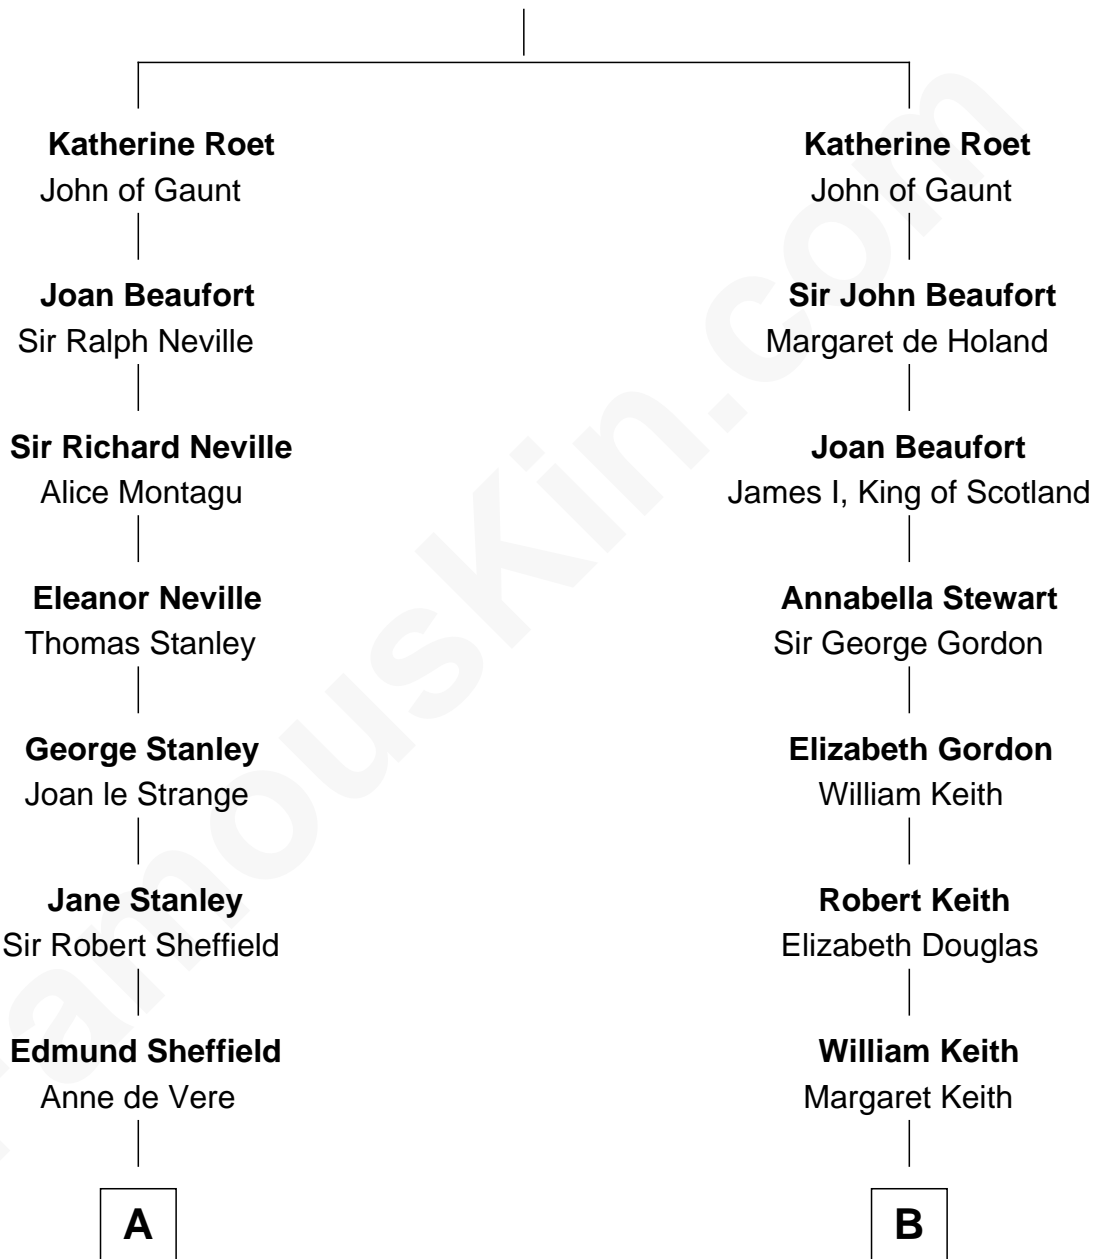 Katherine Roet
John of Gaunt
Joan Beaufort
Sir Ralph Neville
Sir Richard Neville
Alice Montagu
Eleanor Neville
Thomas Stanley
George Stanley
Joan le Strange
Jane Stanley
Sir Robert Sheffield
Edmund Sheffield
Anne de Vere
A
Katherine Roet
John of Gaunt
Sir John Beaufort
Margaret de Holand
Joan Beaufort
James I, King of Scotland
Annabella Stewart
Sir George Gordon
Elizabeth Gordon
William Keith
Robert Keith
Elizabeth Douglas
William Keith
Margaret Keith
B
FamousKin.com